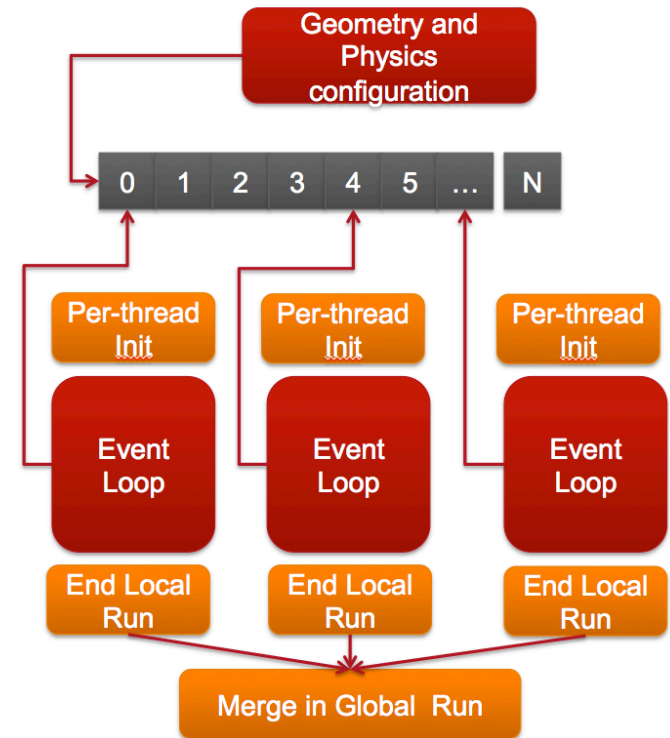 Geometry and
Physics
configuration
0 1 2 3 4 5 ... N
Per-thread
Init
Per-thread
Init
Per-thread
Init
Event
Loop
Event
Loop
Event
Loop
End Local
Run
End Local
Run
End Local
Run
Merge in Global Run